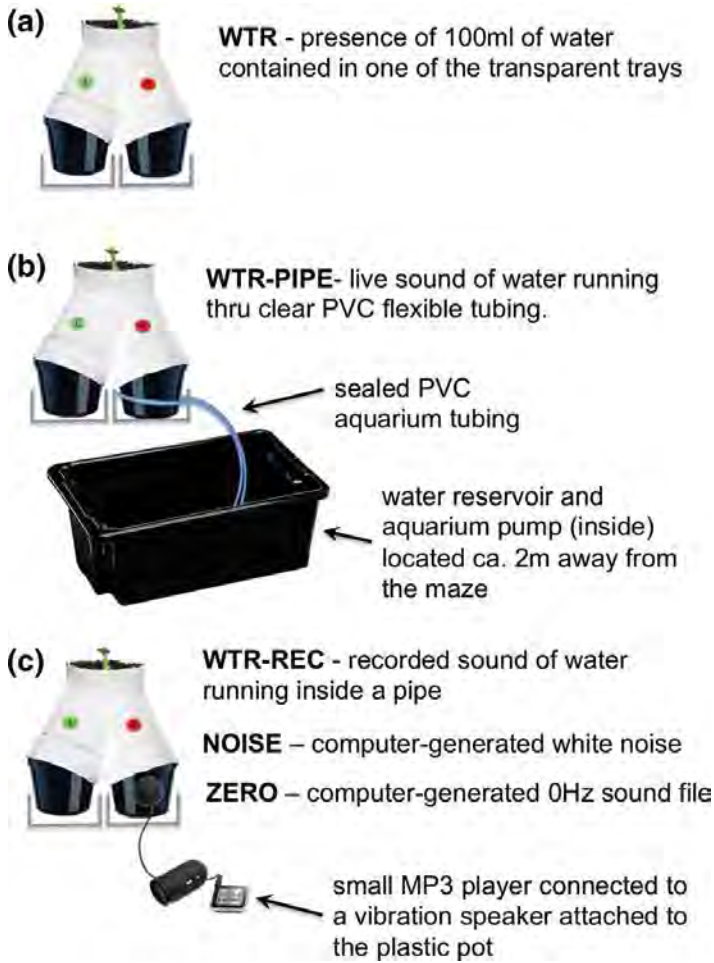 (a)
WTR - presence of 100ml of water
contained in one of the transparent trays
(b)
WTR-PIPE- live sound of water running
thru clear PVC flexible tubing.
sealed PVC
aquarium tubing
water reservoir and
aquarium pump (inside)
located ca. 2m away from
the maze
(c)
WTR-REC - recorded sound of water
running inside a pipe
NOISE – computer-generated white noise
ZERO – computer-generated 0Hz sound file
small MP3 player connected to
a vibration speaker attached to
the plastic pot